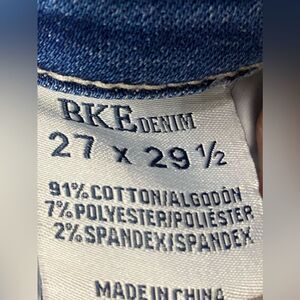 BKE DENIM
27 x 29 ½
91% COTTON/ALGODÓN
7% POLYESTER/POLIÉSTER
2% SPANDEX/SPANDEX
MADE IN CHINA